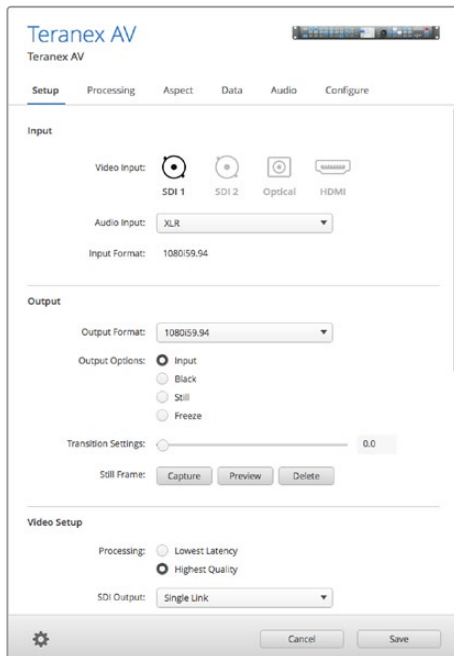 Teranex AV
Teranex AV
Setup Processing Aspect Data Audio Configure
Input
Video Input:
SDI 1 SDI 2 Optical HDMI
Audio Input: XLR
Input Format: 1080i59.94
Output
Output Format: 1080i59.94
Output Options: Input
Black
Still
Freeze
Transition Settings: 0.0
Still Frame: Capture Preview Delete
Video Setup
Processing: Lowest Latency
Highest Quality
SDI Output: Single Link
Cancel Save